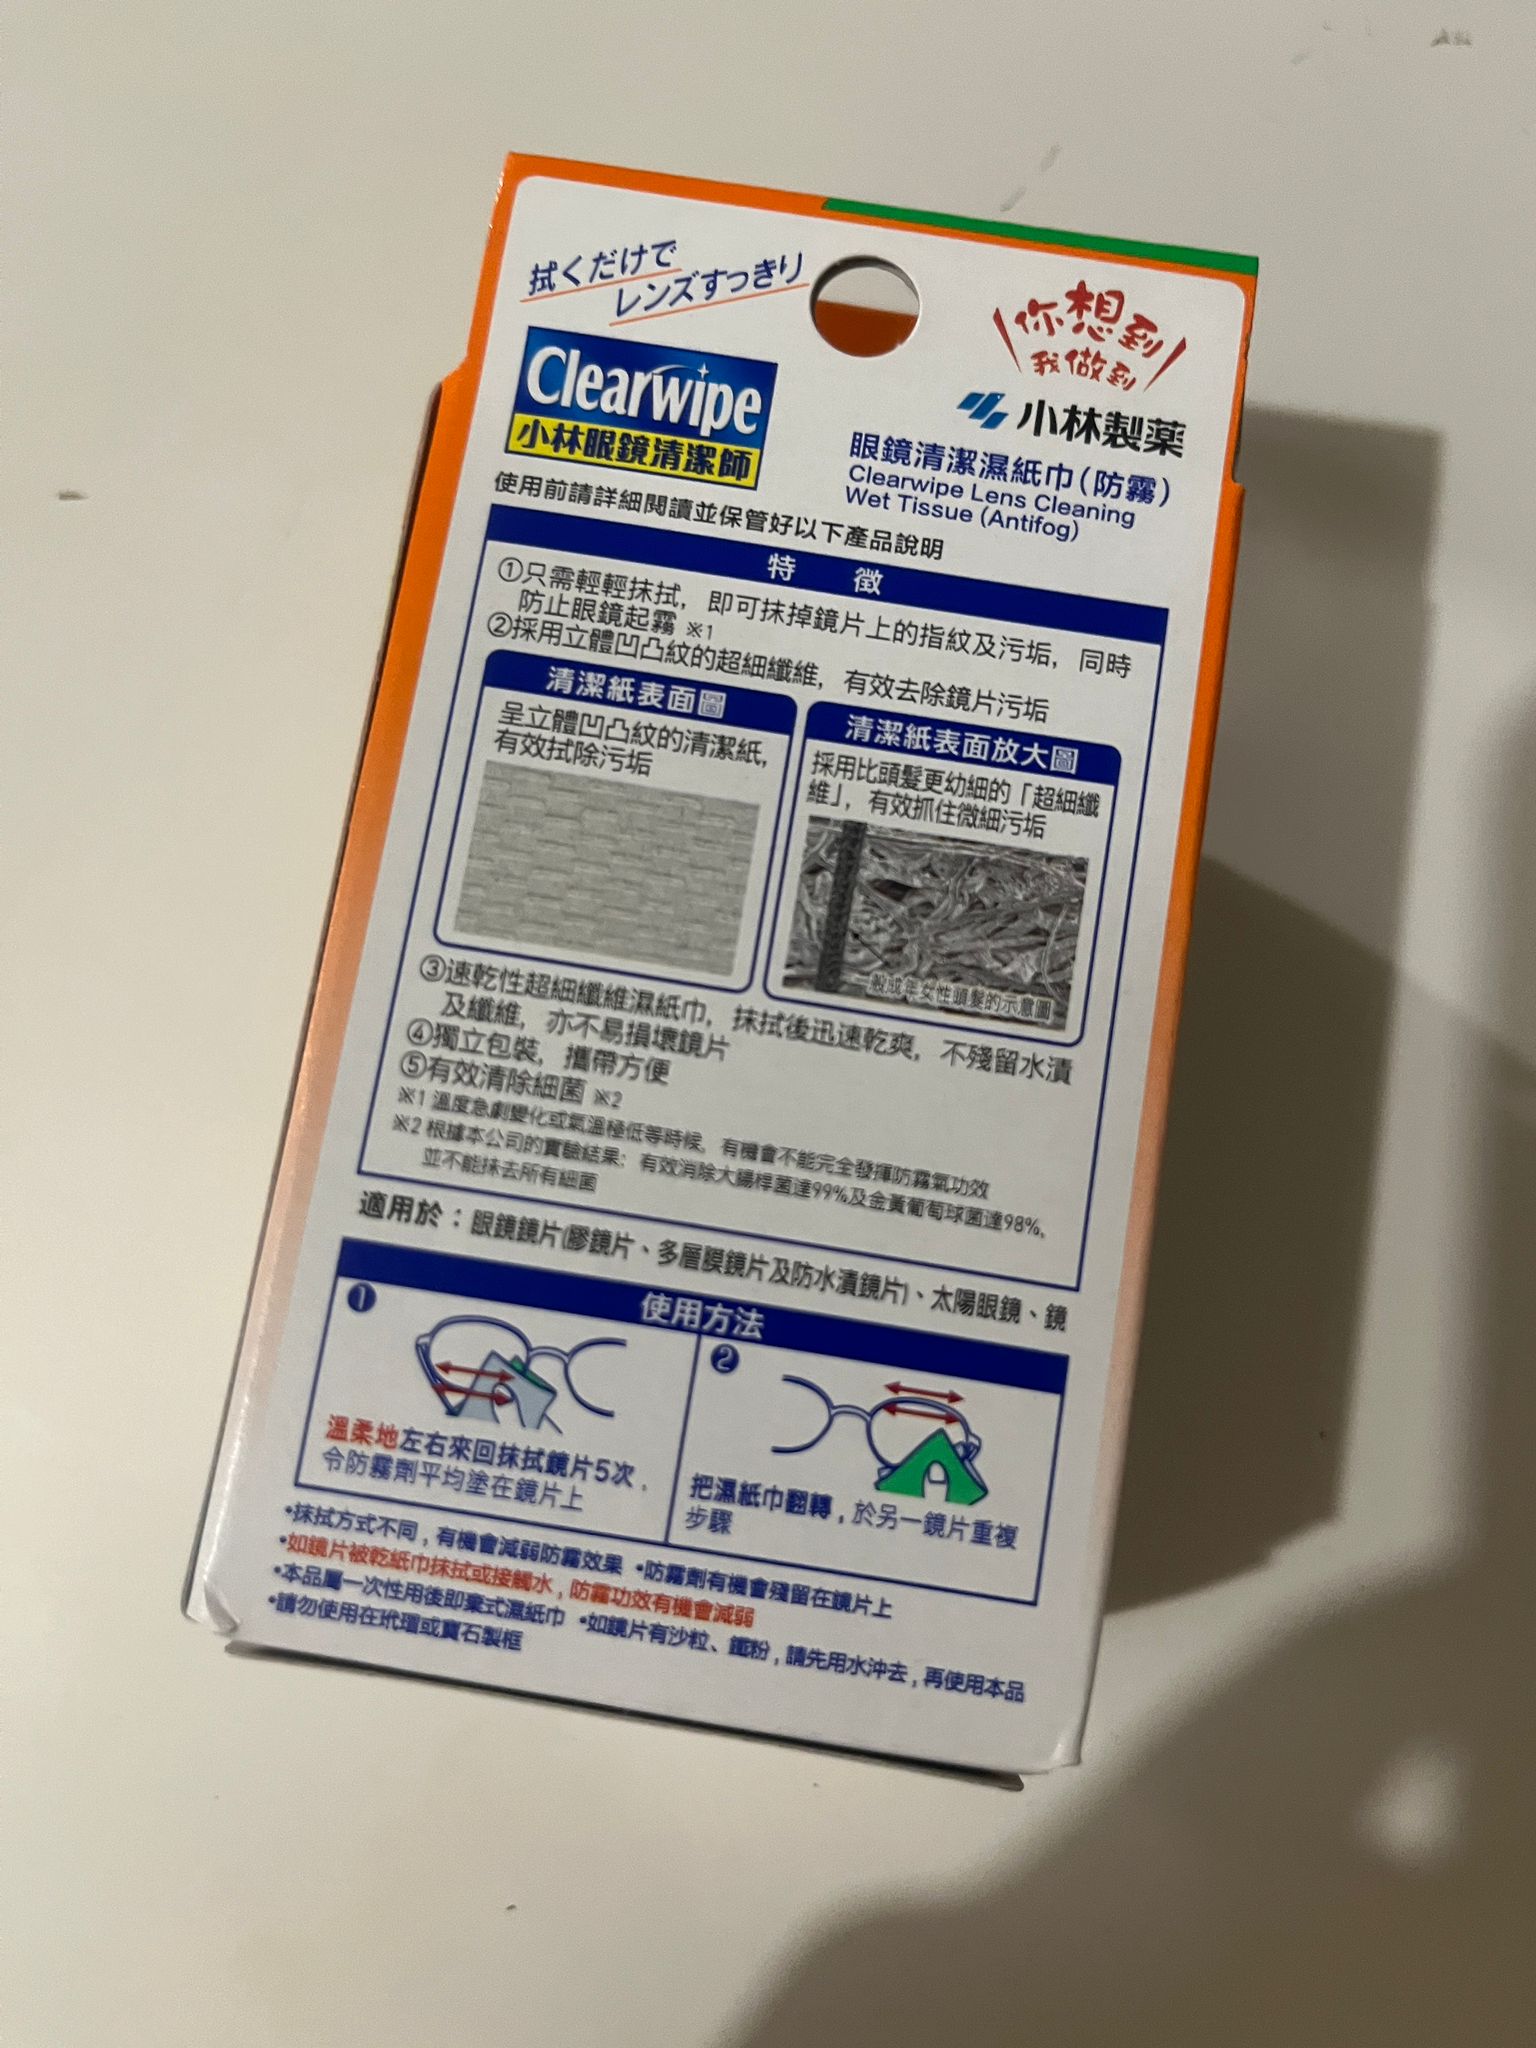 拭くだけで
レンズすっきり
你想到
我做到
Clearwipe
小林眼鏡清潔師
小林製薬
眼鏡清潔濕紙巾(防霧)
Clearwipe Lens Cleaning
Wet Tissue (Antifog)
使用前請詳細閱讀並保管好以下產品說明
特 徵
①只需輕輕抹拭，即可抹掉鏡片上的指紋及污垢，同時
防止眼鏡起霧 ※1
②採用立體凹凸紋的超細纖維，有效去除鏡片污垢
清潔紙表面圖
呈立體凹凸紋的清潔紙，
有效拭除污垢
清潔紙表面放大圖
採用比頭髮更幼細的「超細纖
維」，有效抓住微細污垢
一般成年女性頭髮的示意圖
③速乾性超細纖維濕紙巾，抹拭後迅速乾爽，不殘留水漬
及纖維，亦不易損壞鏡片
④獨立包裝，攜帶方便
⑤有效清除細菌 ※2
※1 溫度急劇變化或氣溫極低等時候，有機會不能完全發揮防霧氣功效
※2 根據本公司的實驗結果：有效消除大腸桿菌達99%及金黃葡萄球菌達98%，
並不能抹去所有細菌
適用於：眼鏡鏡片(膠鏡片、多層膜鏡片及防水漬鏡片)、太陽眼鏡、鏡
使用方法
1
溫柔地左右來回抹拭鏡片5次，
令防霧劑平均塗在鏡片上
2
把濕紙巾翻轉，於另一鏡片重複
步驟
•抹拭方式不同，有機會減弱防霧效果 •防霧劑有機會殘留在鏡片上
•如鏡片被乾紙巾抹拭或接觸水，防霧功效有機會減弱
•本品屬一次性用後即棄式濕紙巾 •如鏡片有沙粒、鐵粉，請先用水沖去，再使用本品
•請勿使用在玳瑁或寶石製框